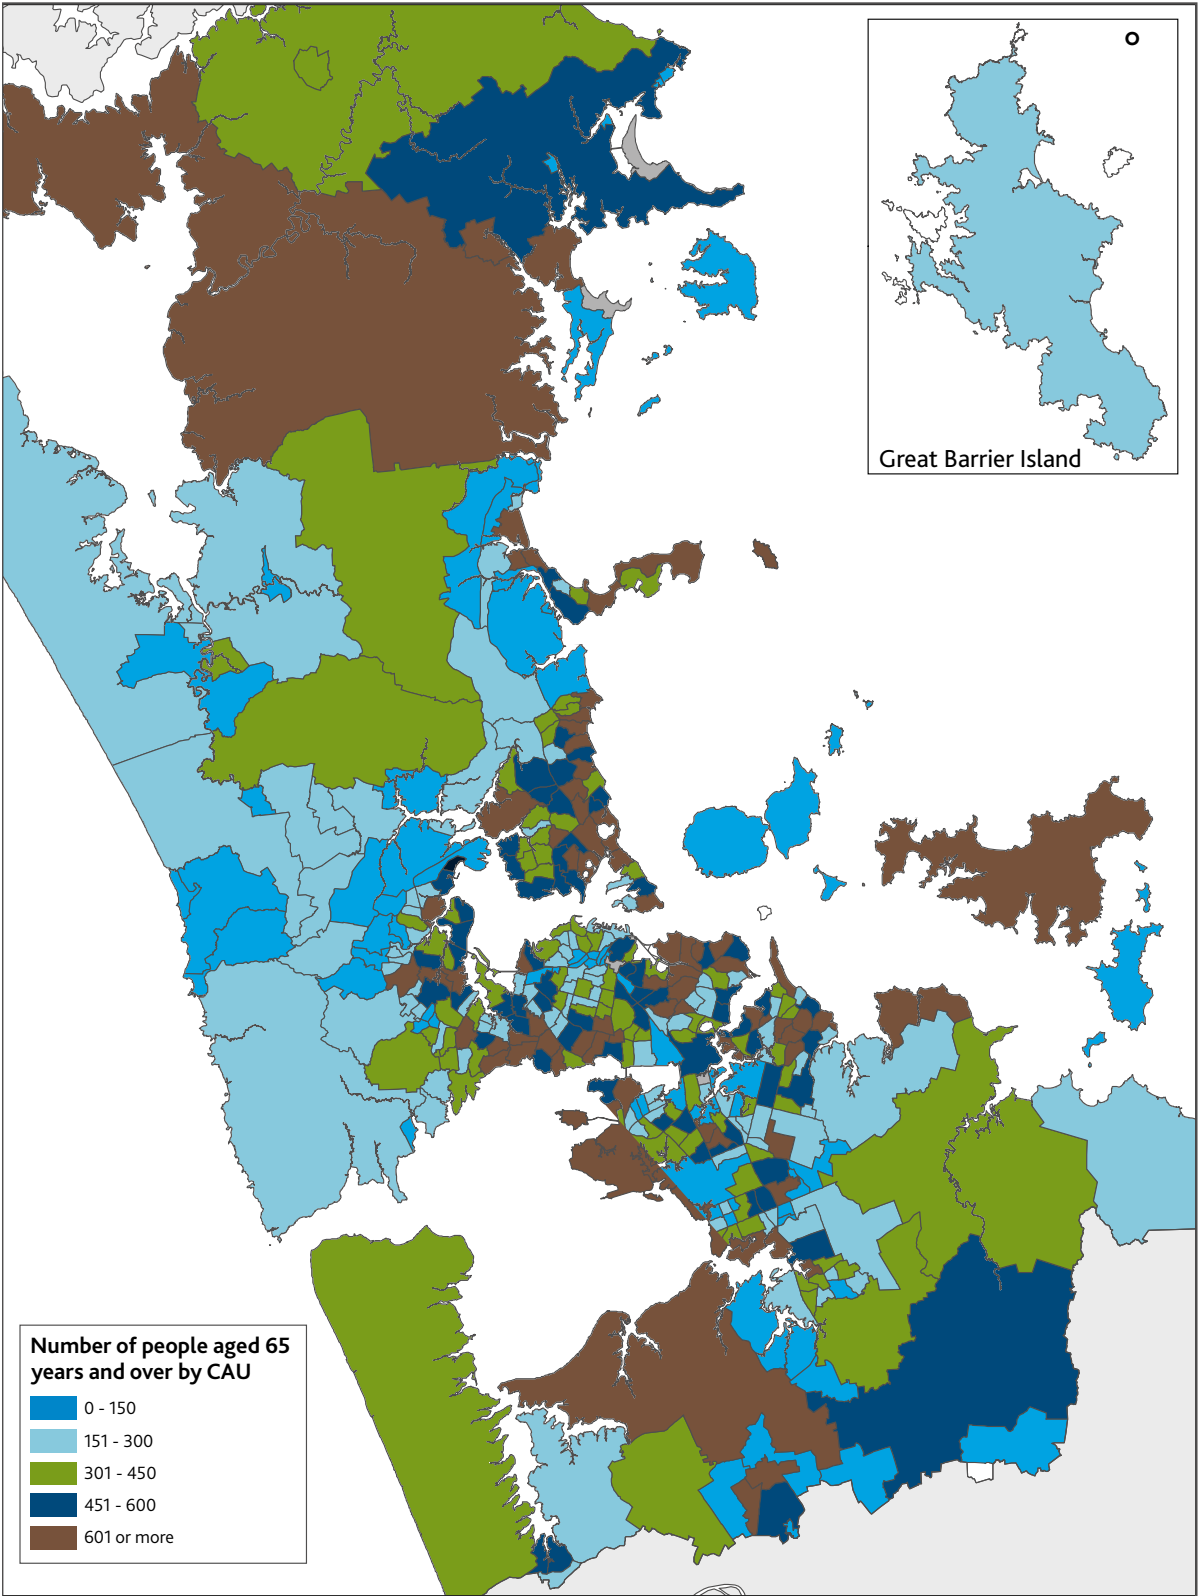 Great Barrier Island
Number of people aged 65
years and over by CAU
0 - 150
151 - 300
301 - 450
451 - 600
601 or more